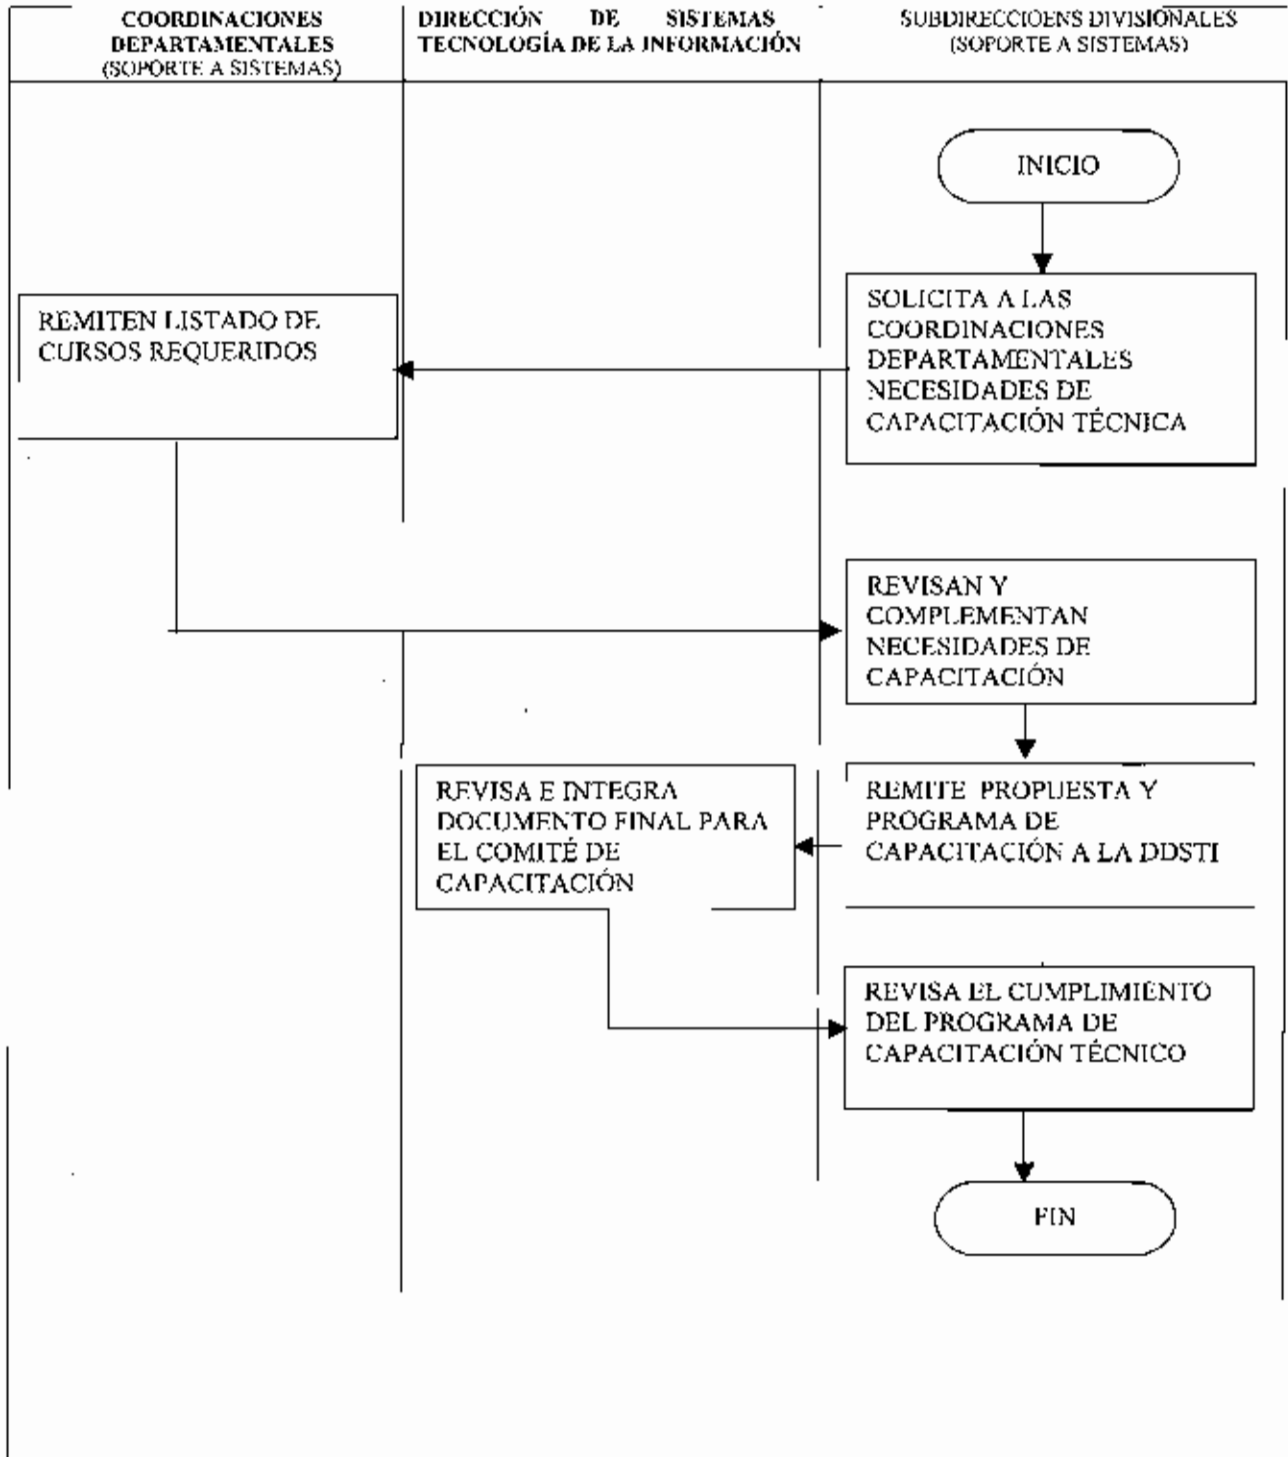 COORDINACIONES
DEPARTAMENTALES
(SOPORTE A SISTEMAS)
DIRECCIÓN DE SISTEMAS
TECNOLOGÍA DE LA INFORMACIÓN
SUBDIRECCIOENS DIVISIONALES
(SOPORTE A SISTEMAS)
INICIO
SOLICITA A LAS
COORDINACIONES
DEPARTAMENTALES
NECESIDADES DE
CAPACITACIÓN TÉCNICA
REMITEN LISTADO DE
CURSOS REQUERIDOS
REVISAN Y
COMPLEMENTAN
NECESIDADES DE
CAPACITACIÓN
REMITE PROPUESTA Y
PROGRAMA DE
CAPACITACIÓN A LA DDSTI
REVISA E INTEGRA
DOCUMENTO FINAL PARA
EL COMITÉ DE
CAPACITACIÓN
REVISA EL CUMPLIMIENTO
DEL PROGRAMA DE
CAPACITACIÓN TÉCNICO
FIN